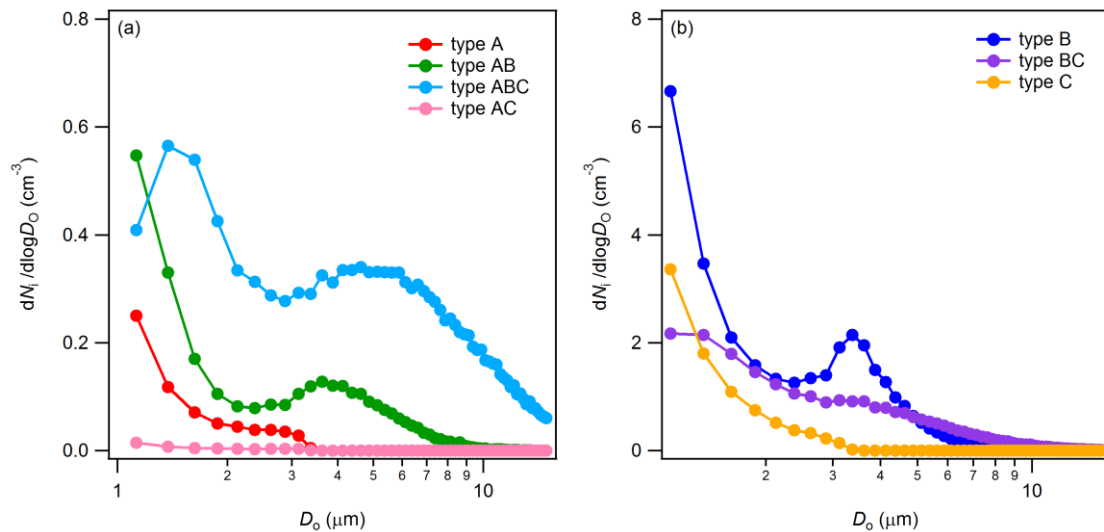 (a)
type A
type AB
type ABC
type AC
dNi/dlogDO (cm-3)
0.8
0.6
0.4
0.2
0.0
1 2 3 4 5 6 7 8 9 10
Do (μm)
(b)
type B
type BC
type C
dNi/dlogDO (cm-3)
8
6
4
2
0
2 3 4 5 6 7 8 9 10
Do (μm)